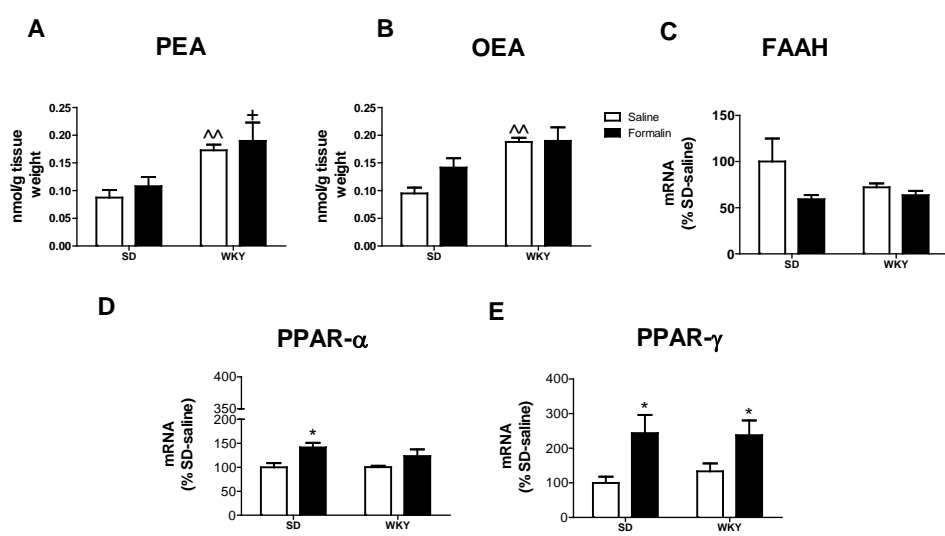 A
PEA
nmol/g tissue
weight
0.25
0.20
0.15
0.10
0.05
0.00
^^
+
SD
WKY
B
OEA
nmol/g tissue
weight
0.25
0.20
0.15
0.10
0.05
0.00
^^
SD
WKY
Saline
Formalin
C
FAAH
mRNA
(% SD-saline)
150
100
50
0
SD
WKY
D
PPAR-α
mRNA
(% SD-saline)
400
350
200
150
100
50
0
*
SD
WKY
E
PPAR-γ
mRNA
(% SD-saline)
400
300
200
100
0
*
*
SD
WKY